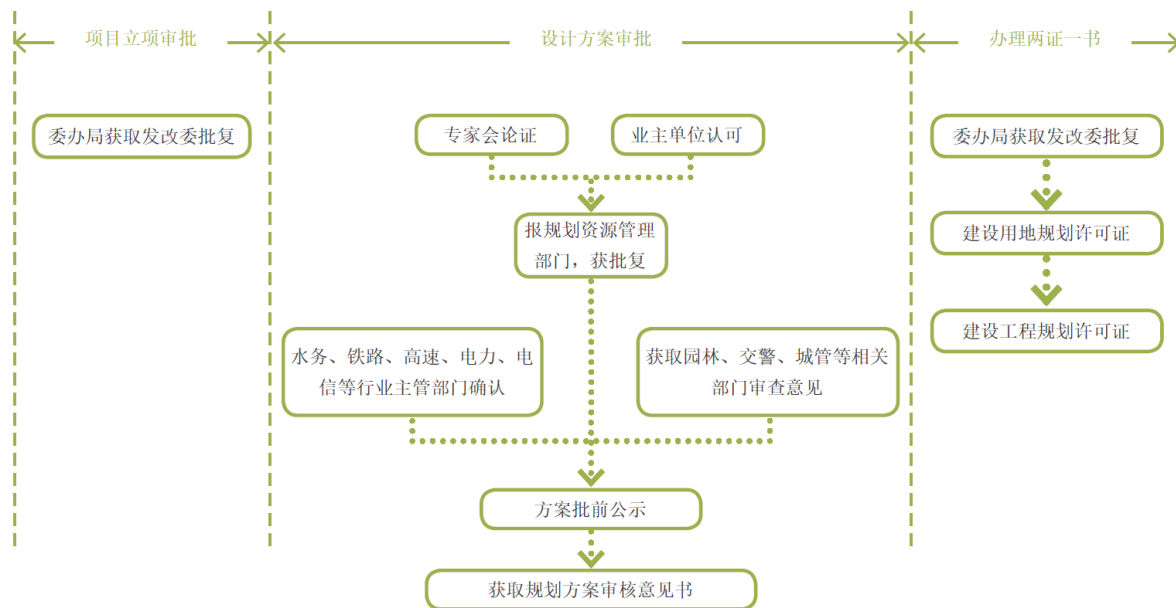 项目立项审批
设计方案审批
办理两证一书
委办局获取发改委批复
专家会论证
业主单位认可
报规划资源管理
部门，获批复
水务、铁路、高速、电力、电
信等行业主管部门确认
获取园林、交警、城管等相关
部门审查意见
方案批前公示
获取规划方案审核意见书
委办局获取发改委批复
建设用地规划许可证
建设工程规划许可证